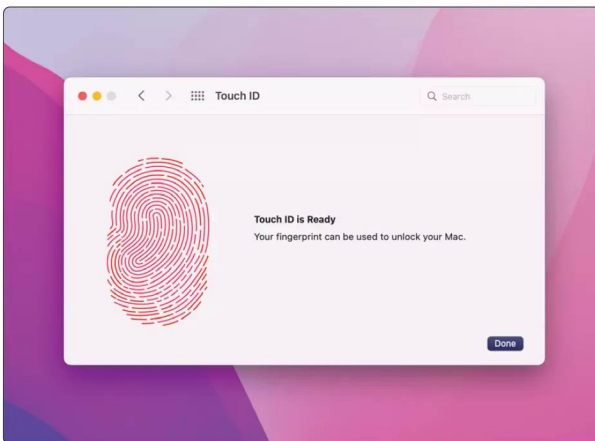 Touch ID
Search
Touch ID is Ready
Your fingerprint can be used to unlock your Mac.
Done